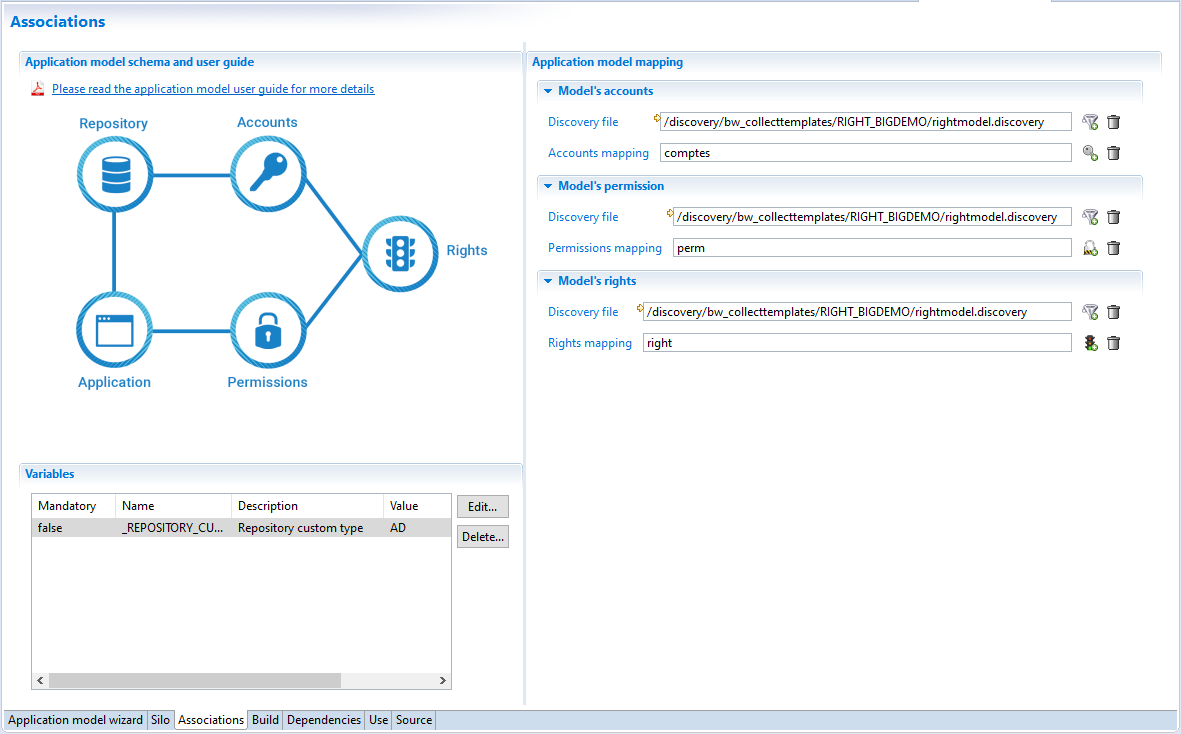 Associations
Application model schema and user guide
Please read the application model user guide for more details
Repository
Accounts
Rights
Application
Permissions
Variables
Mandatory Name Description Value
false _REPOSITORY_CU... Repository custom type AD
Edit...
Delete...
Application model mapping
Model's accounts
Discovery file /discovery/bw_collecttemplates/RIGHT_BIGDEMO/rightmodel.discovery
Accounts mapping comptes
Model's permission
Discovery file /discovery/bw_collecttemplates/RIGHT_BIGDEMO/rightmodel.discovery
Permissions mapping perm
Model's rights
Discovery file /discovery/bw_collecttemplates/RIGHT_BIGDEMO/rightmodel.discovery
Rights mapping right
Application model wizard Silo Associations Build Dependencies Use Source